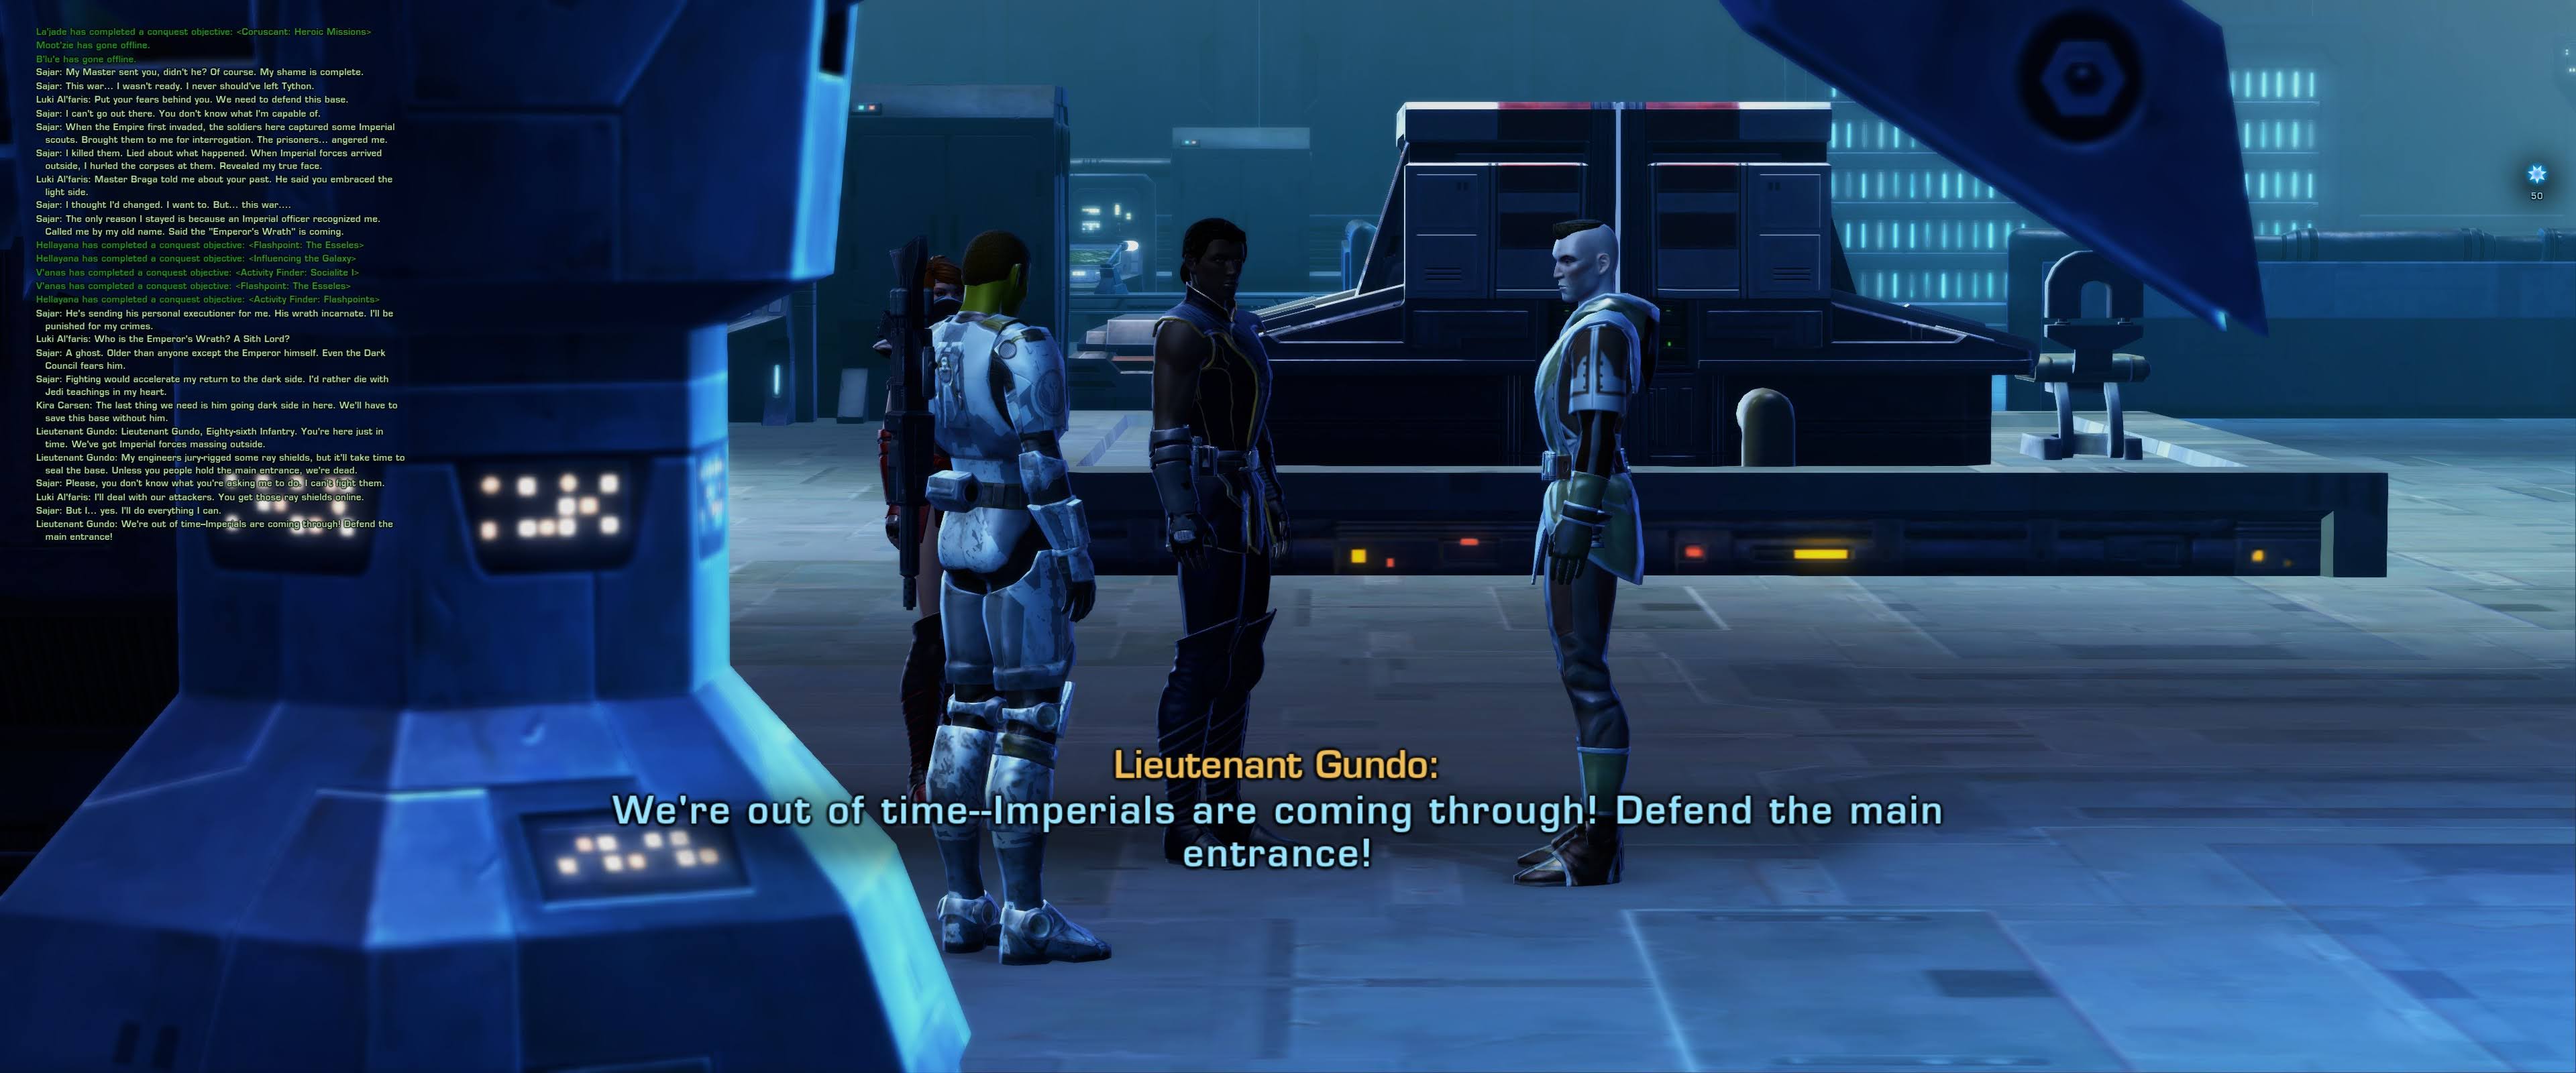 La'jade has completed a conquest objective: <Coruscant: Heroic Missions>
Moot'zie has gone offline.
B'lu'e has gone offline.
Sajar: My Master sent you, didn't he? Of course. My shame is complete.
Sajar: This war... I wasn't ready. I never should've left Tython.
Luki Al'faris: Put your fears behind you. We need to defend this base.
Sajar: I can't go out there. You don't know what I'm capable of.
Sajar: When the Empire first invaded, the soldiers here captured some Imperial
scouts. Brought them to me for interrogation. The prisoners... angered me.
Sajar: I killed them. Lied about what happened. When Imperial forces arrived
outside, I hurled the corpses at them. Revealed my true face.
Luki Al'faris: Master Braga told me about your past. He said you embraced the
light side.
Sajar: I thought I'd changed. I want to. But... this war....
Sajar: The only reason I stayed is because an Imperial officer recognized me.
Called me by my old name. Said the "Emperor's Wrath" is coming.
Hellayana has completed a conquest objective: <Flashpoint: The Esseles>
Hellayana has completed a conquest objective: <Influencing the Galaxy>
V'anas has completed a conquest objective: <Activity Finder: Socialite I>
V'anas has completed a conquest objective: <Flashpoint: The Esseles>
Hellayana has completed a conquest objective: <Activity Finder: Flashpoints>
Sajar: He's sending his personal executioner for me. His wrath incarnate. I'll be
punished for my crimes.
Luki Al'faris: Who is the Emperor's Wrath? A Sith Lord?
Sajar: A ghost. Older than anyone except the Emperor himself. Even the Dark
Council fears him.
Sajar: Fighting would accelerate my return to the dark side. I'd rather die with
Jedi teachings in my heart.
Kira Carsen: The last thing we need is him going dark side in here. We'll have to
save this base without him.
Lieutenant Gundo: Lieutenant Gundo, Eighty-sixth Infantry. You're here just in
time. We've got Imperial forces massing outside.
Lieutenant Gundo: My engineers jury-rigged some ray shields, but it'll take time to
seal the base. Unless you people hold the main entrance, we're dead.
Sajar: Please, you don't know what you're asking me to do. I can't fight them.
Luki Al'faris: I'll deal with our attackers. You get those ray shields online.
Sajar: But I... yes. I'll do everything I can.
Lieutenant Gundo: We're out of time--Imperials are coming through! Defend the
main entrance!
50
Lieutenant Gundo:
We're out of time--Imperials are coming through! Defend the main
entrance!